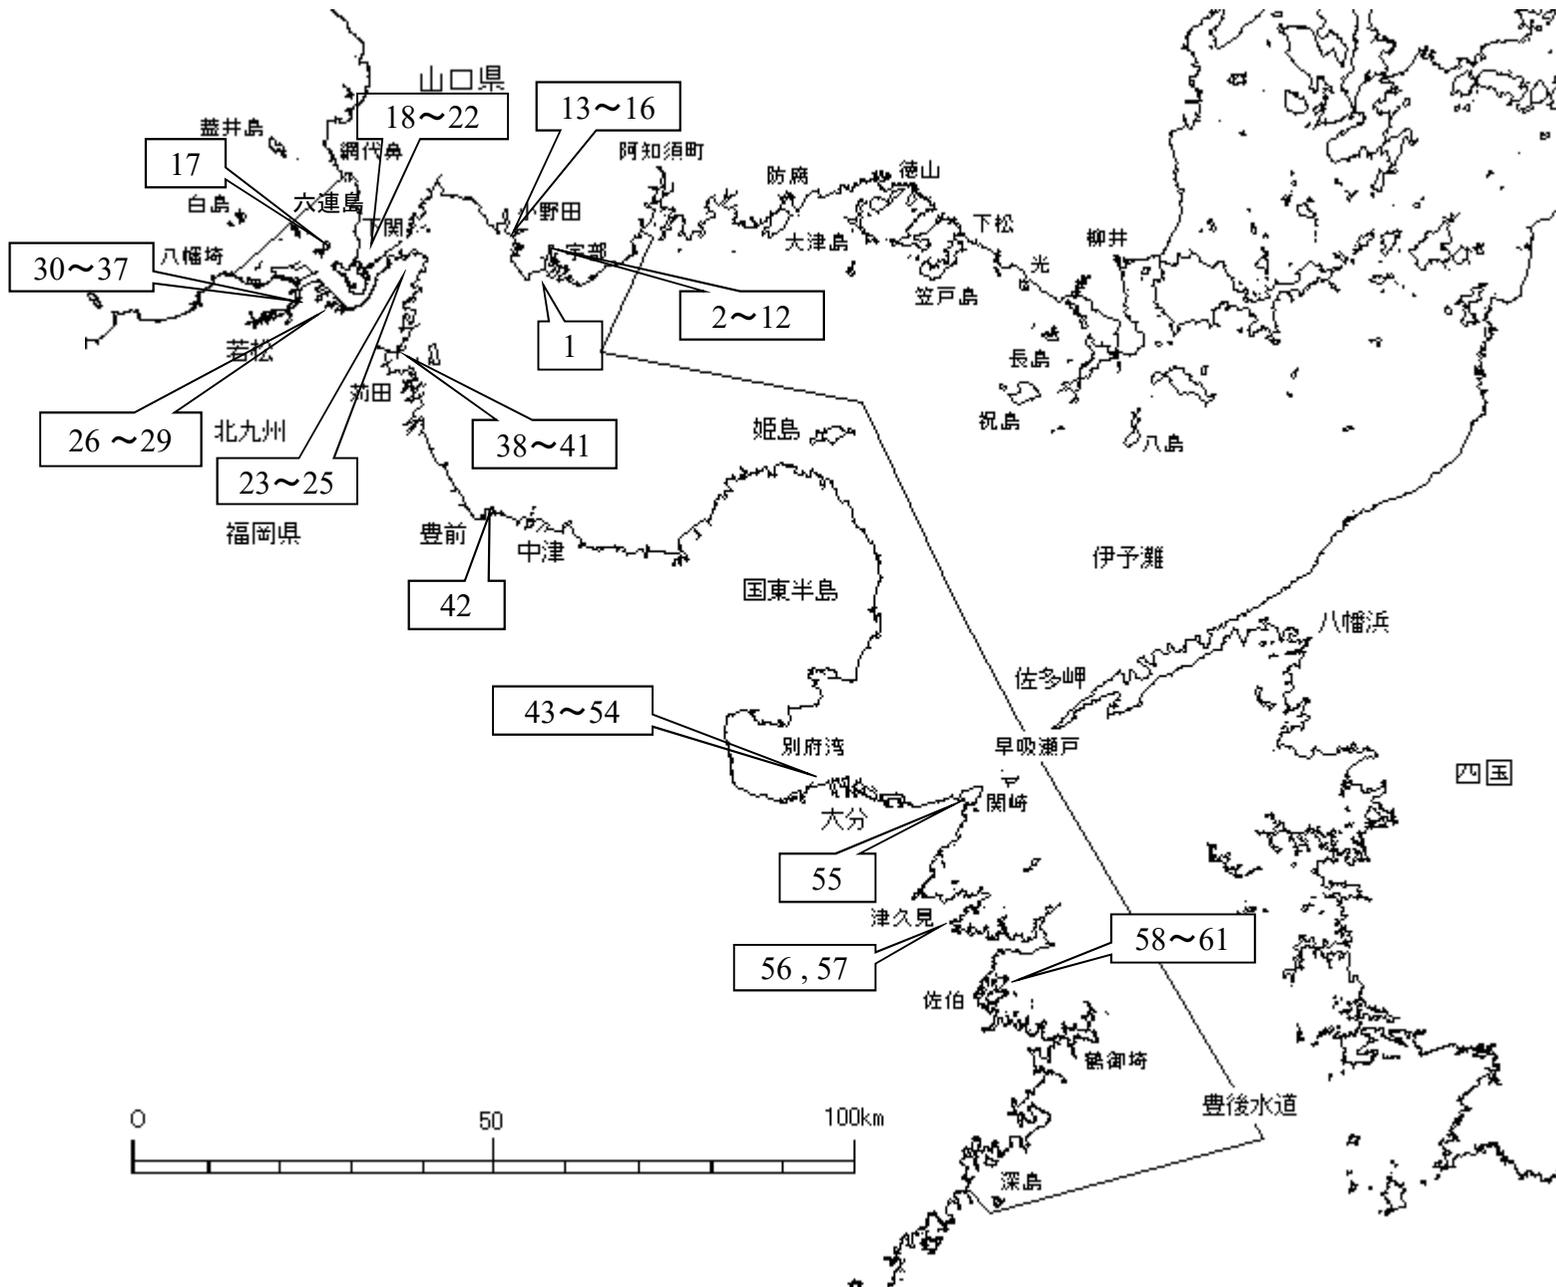 山口県
18～22
13～16
蓋井島
網代鼻
阿知須町
17
防府
徳山
白島
六連島
下関
小野田
大津島
下松
30～37
八幡埼
宇部
柳井
光
笠戸島
2～12
1
若松
長島
苅田
祝島
26 ～29
北九州
38～41
姫島
八島
23～25
福岡県
豊前
中津
伊予灘
42
国東半島
八幡浜
佐多岬
43～54
別府湾
早吸瀬戸
四国
大分
関崎
55
津久見
56 , 57
58～61
佐伯
鶴御埼
豊後水道
0
50
100km
深島